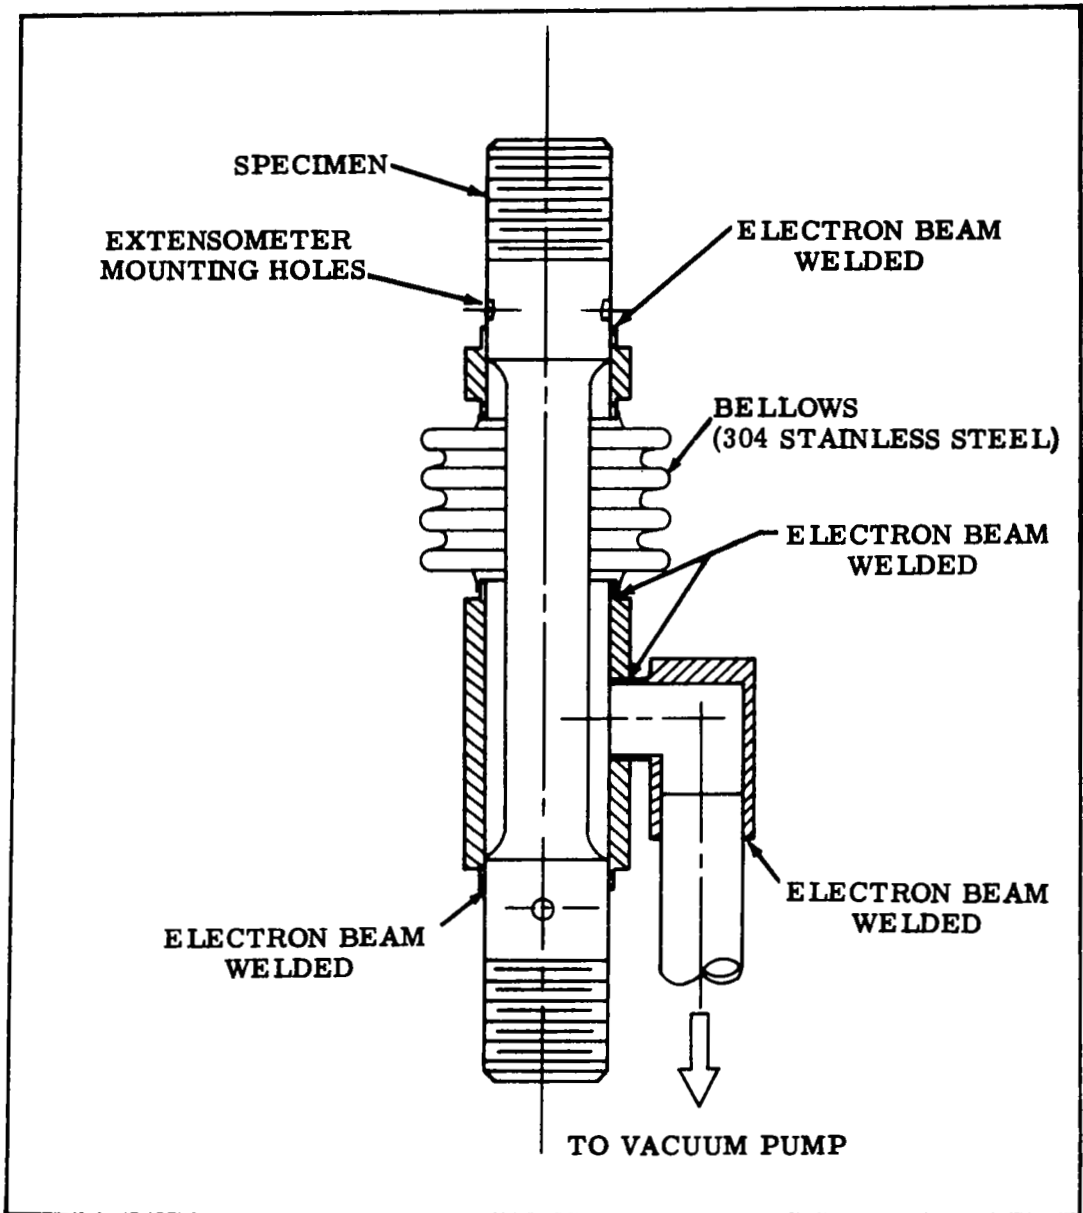 SPECIMEN
EXTENSOMETER
MOUNTING HOLES
ELECTRON BEAM
WELDED
BELLOWS
(304 STAINLESS STEEL)
ELECTRON BEAM
WELDED
ELECTRON BEAM
WELDED
ELECTRON BEAM
WELDED
TO VACUUM PUMP